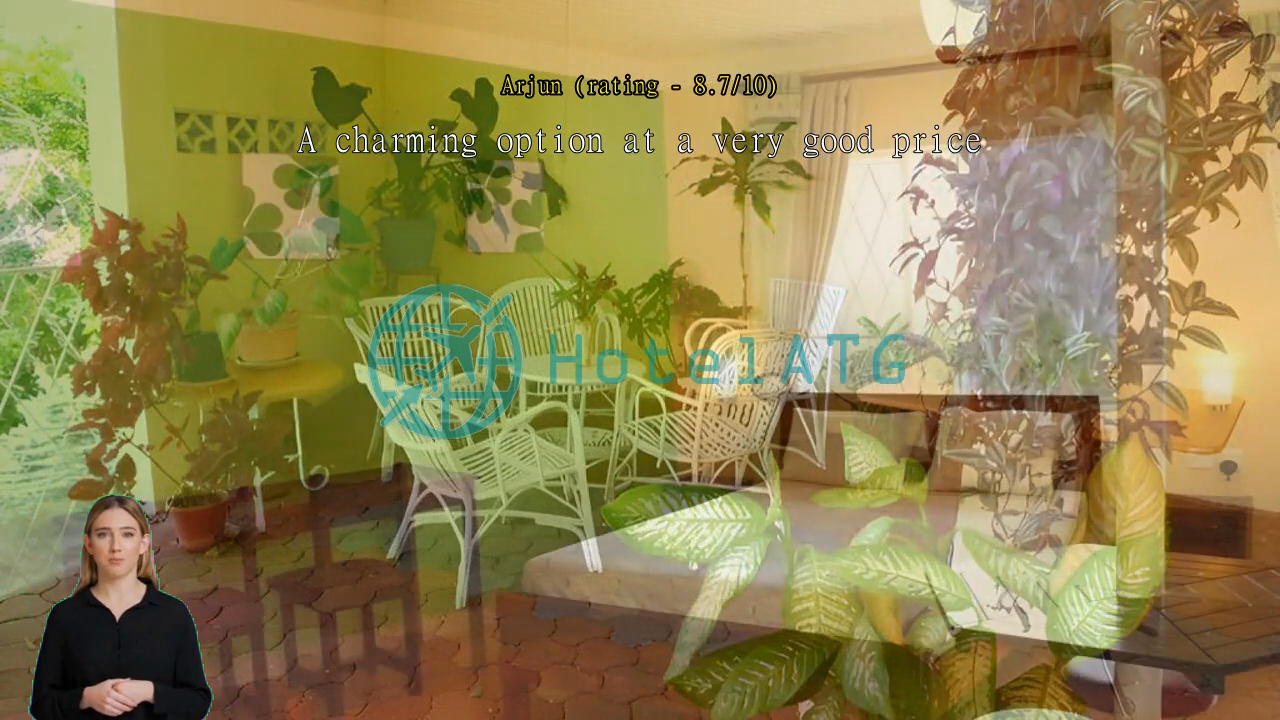 Arjun (rating - 8.7/10)
A charming option at a very good price
HotelATG